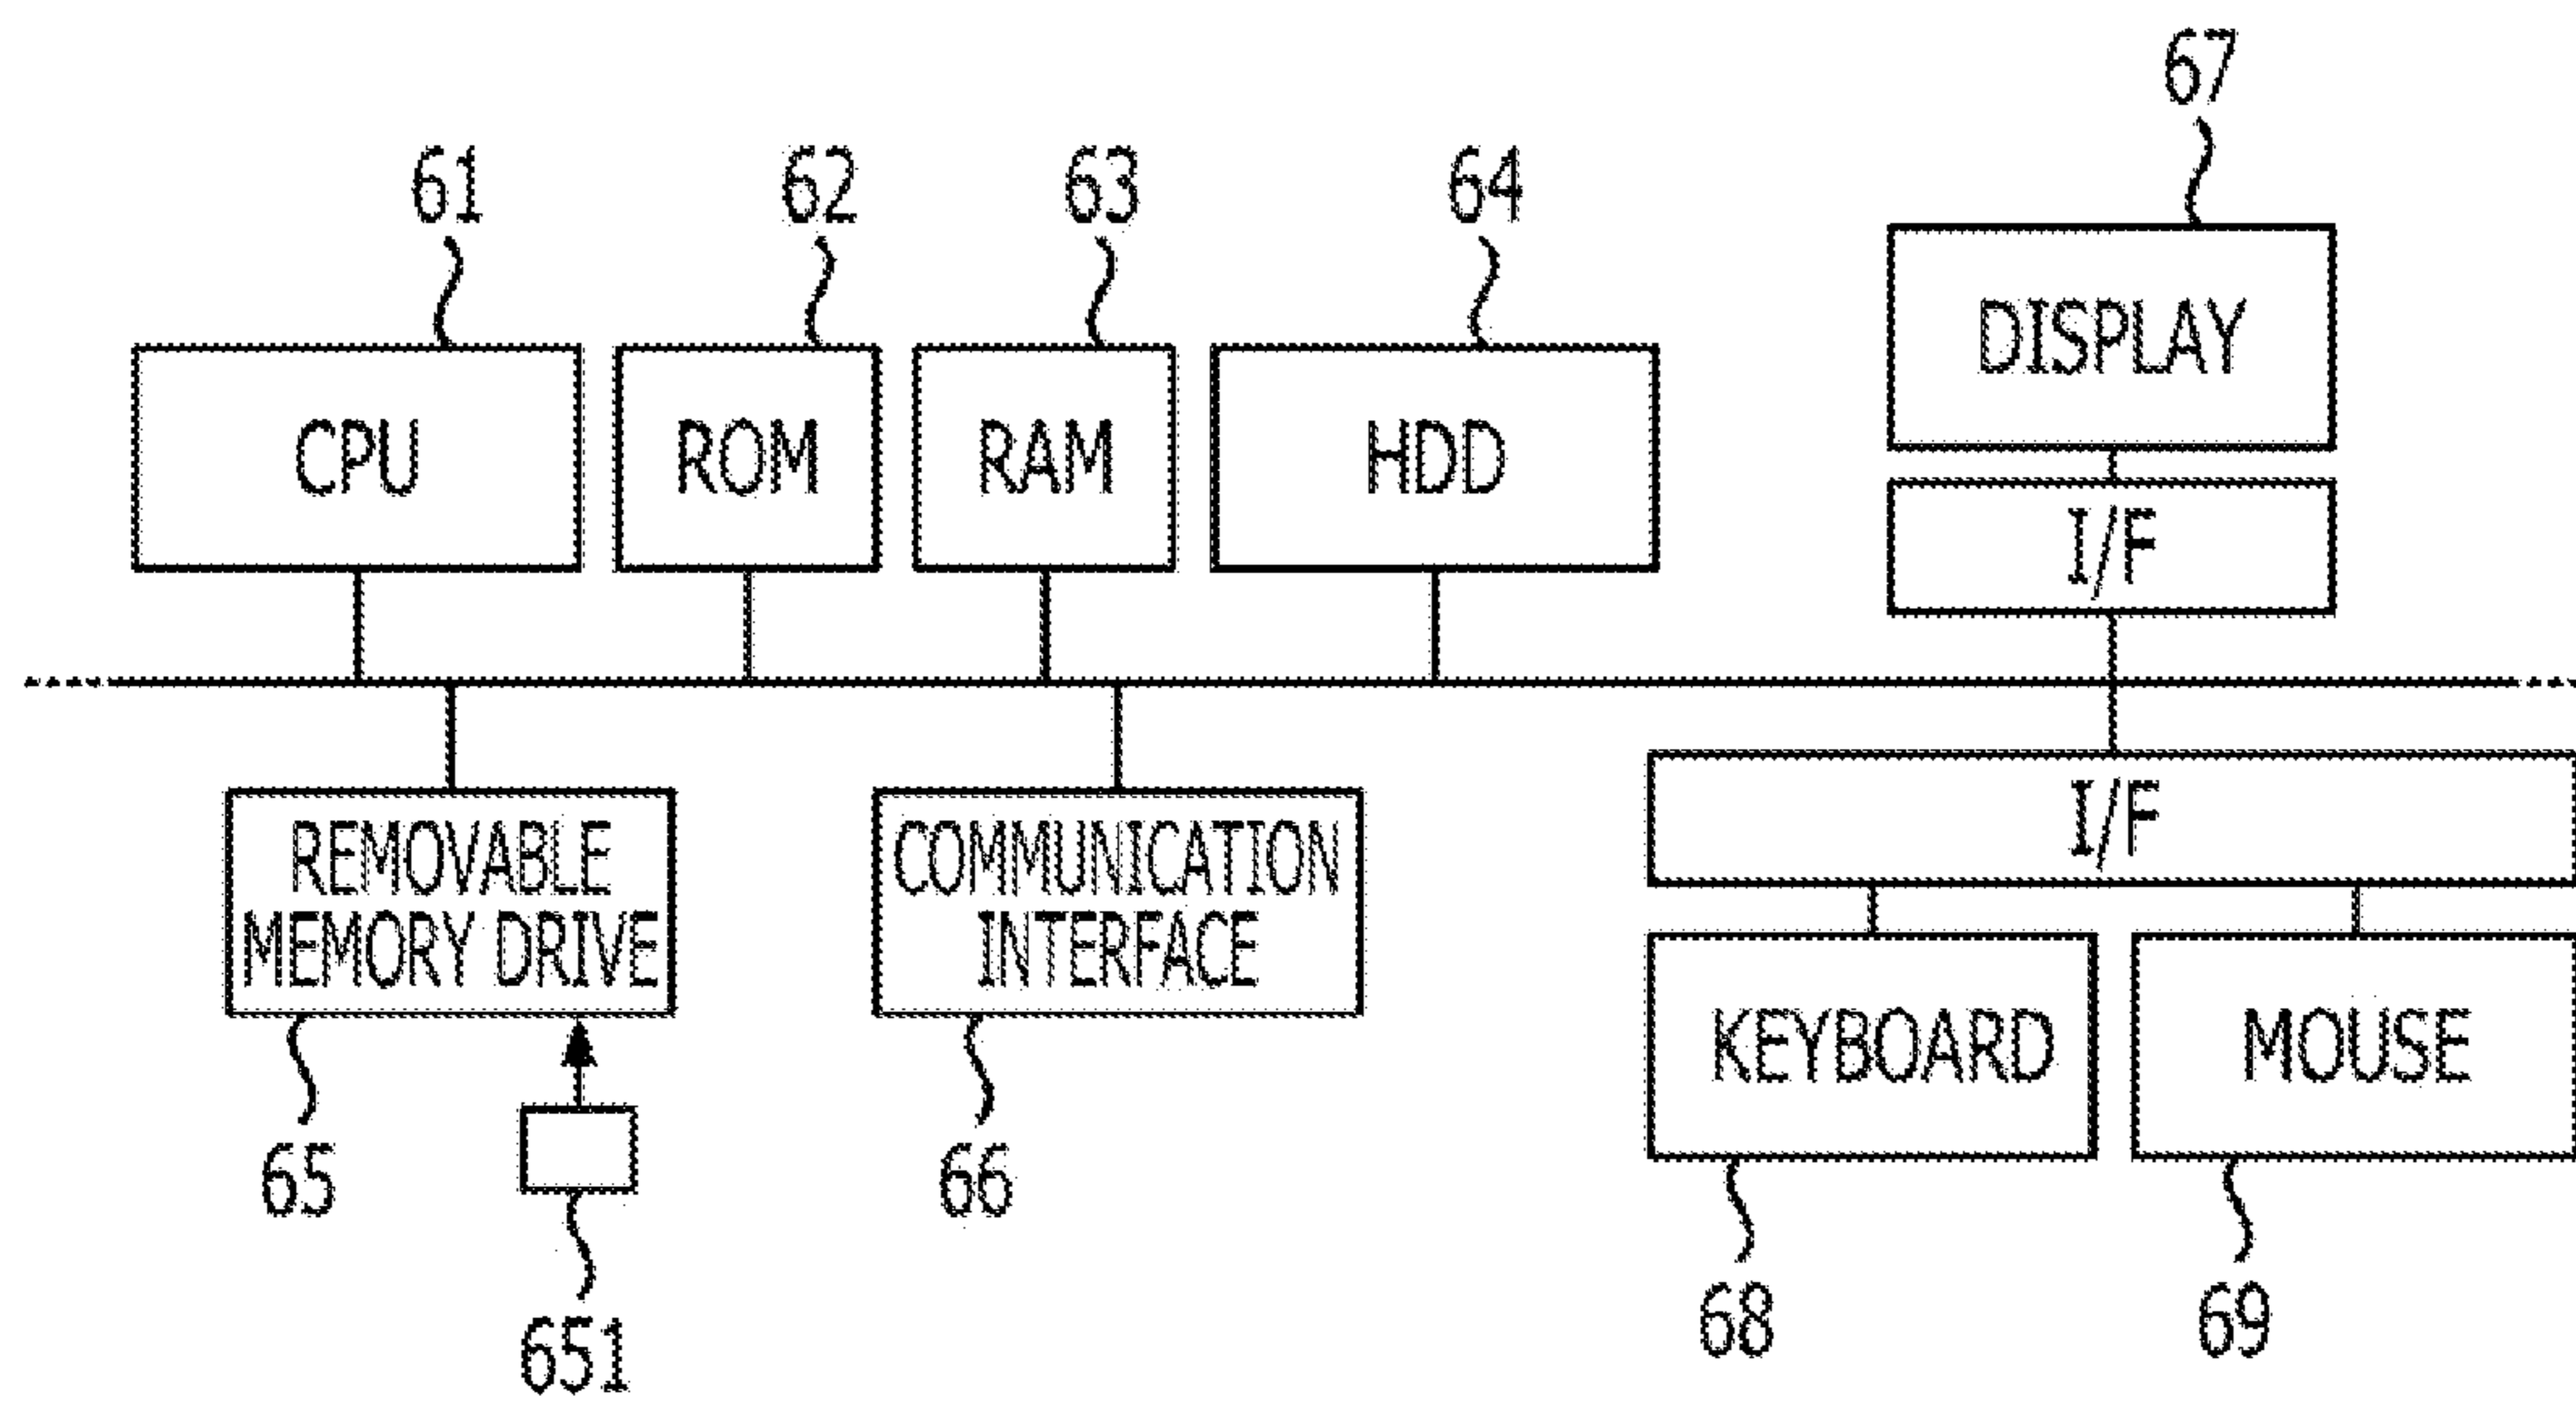 67
61
62
63
64
DISPLAY
CPU
ROM
RAM
HDD
I/F
I/F
REMOVABLE
MEMORY DRIVE
COMMUNICATION
INTERFACE
KEYBOARD
MOUSE
65
66
651
68
69